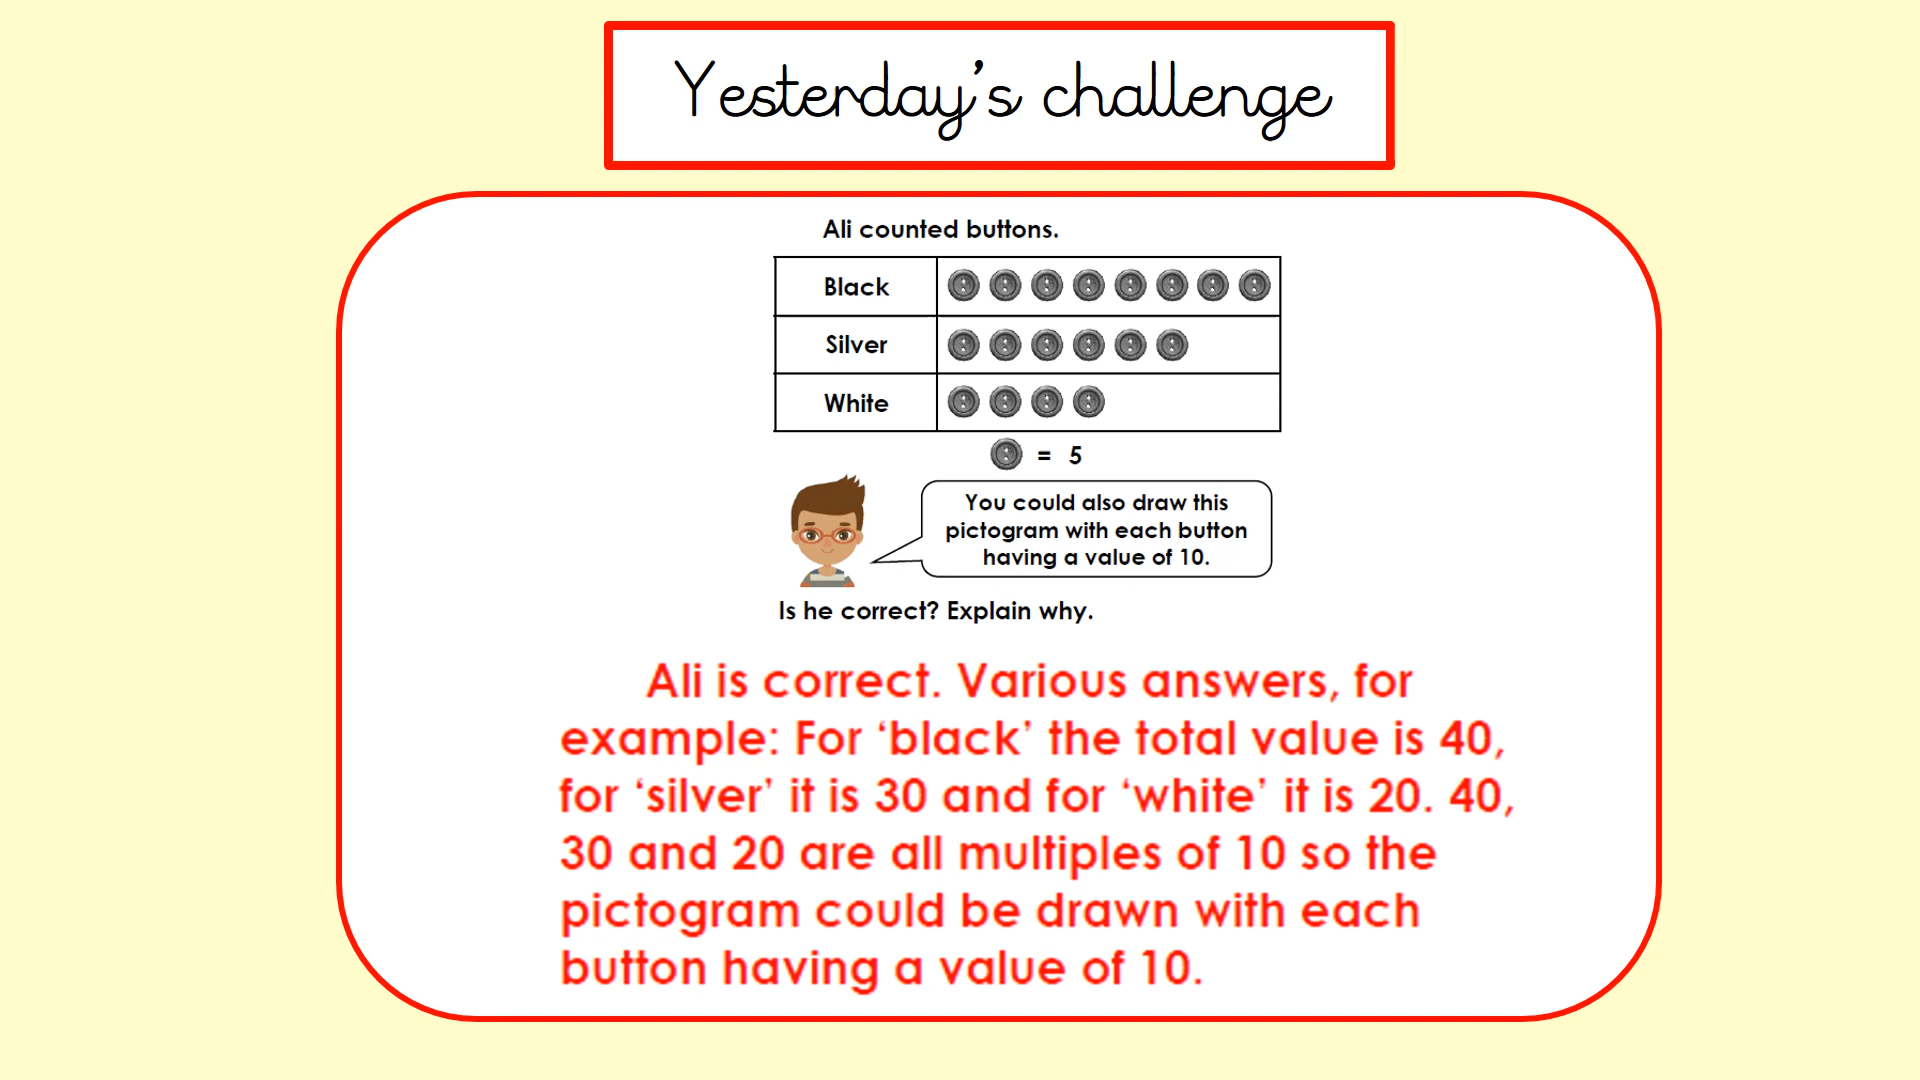 Yesterday's challenge
Ali counted buttons.
Black
Silver
White
= 5
You could also draw this
pictogram with each button
having a value of 10.
Is he correct? Explain why.
Ali is correct. Various answers, for
example: For ‘black’ the total value is 40,
for ‘silver’ it is 30 and for ‘white’ it is 20. 40,
30 and 20 are all multiples of 10 so the
pictogram could be drawn with each
button having a value of 10.